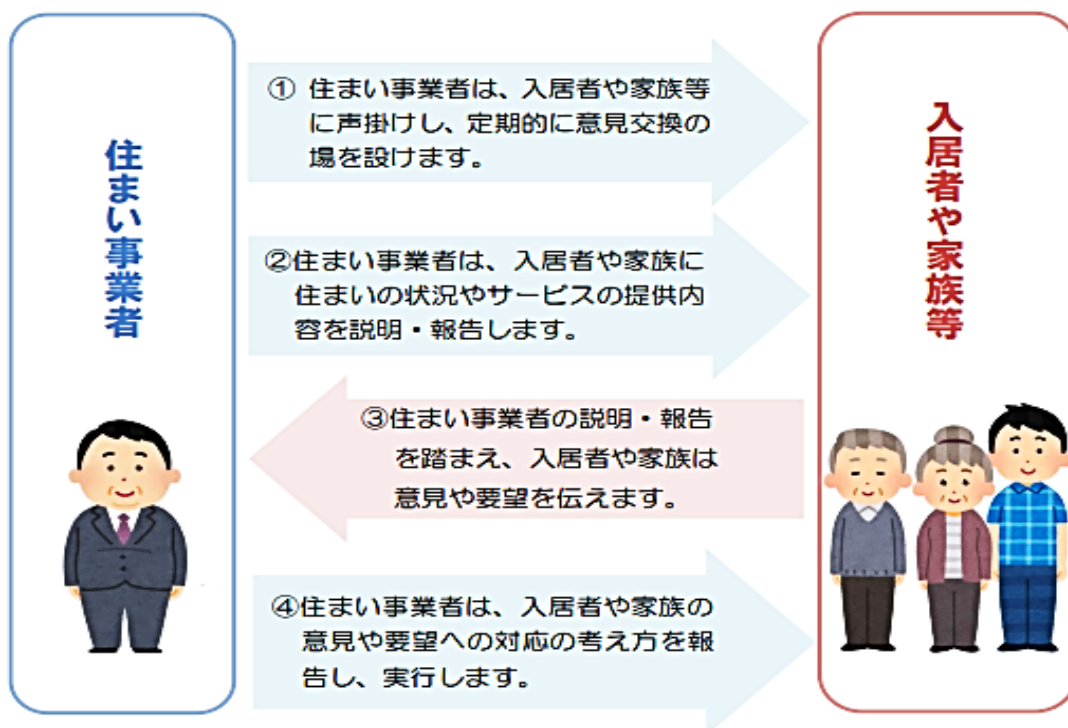 住まい事業者
① 住まい事業者は、入居者や家族等
に声掛けし、定期的に意見交換の
場を設けます。
②住まい事業者は、入居者や家族に
住まいの状況やサービスの提供内
容を説明・報告します。
③住まい事業者の説明・報告
を踏まえ、入居者や家族は
意見や要望を伝えます。
④住まい事業者は、入居者や家族の
意見や要望への対応の考え方を報
告し、実行します。
入居者や家族等